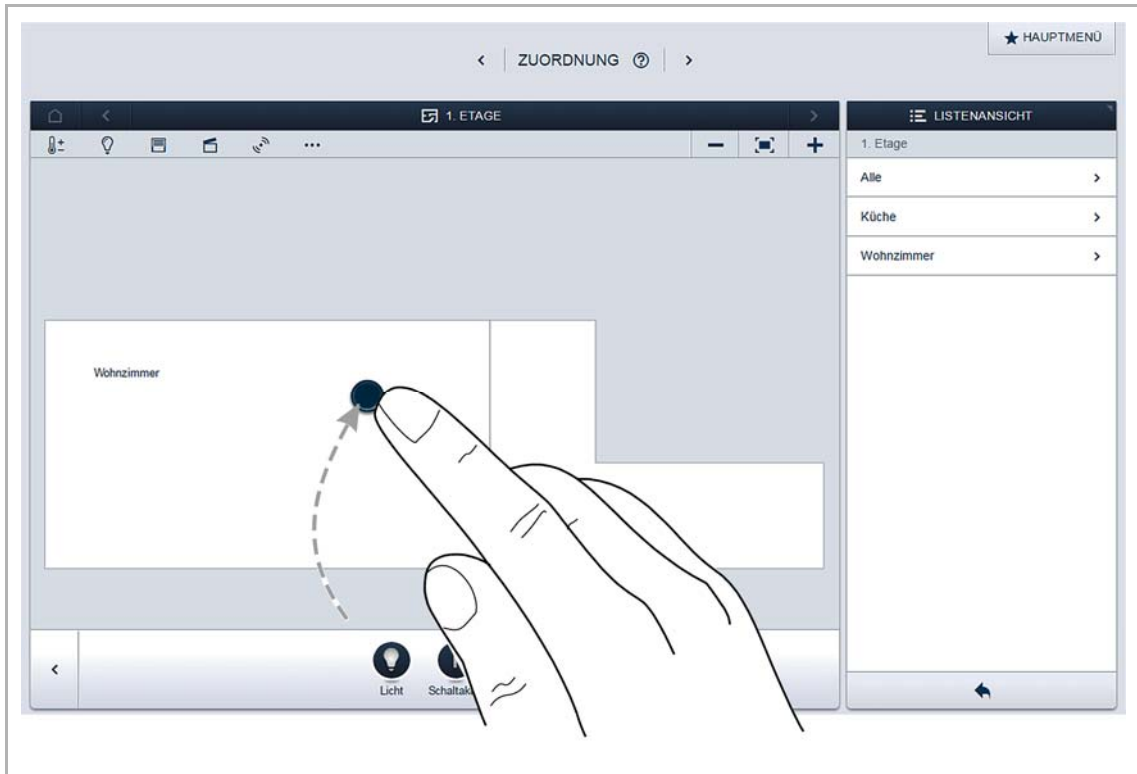 HAUPTMENÜ
ZUORDNUNG
1. ETAGE
LISTENANSICHT
1. Etage
Alle
Küche
Wohnzimmer
Wohnzimmer
Licht